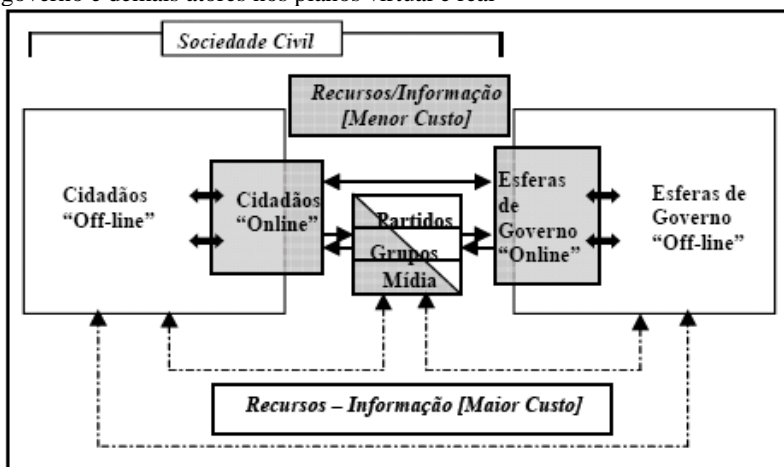 governo e demais atores nos planos virtual e real
Sociedade Civil
Recursos/Informação
[Menor Custo]
Cidadãos
“Off-line”
Cidadãos
“Online”
Partidos
Grupos
Mídia
Esferas
de
Governo
“Online”
Esferas de
Governo
“Off-line”
Recursos – Informação [Maior Custo]